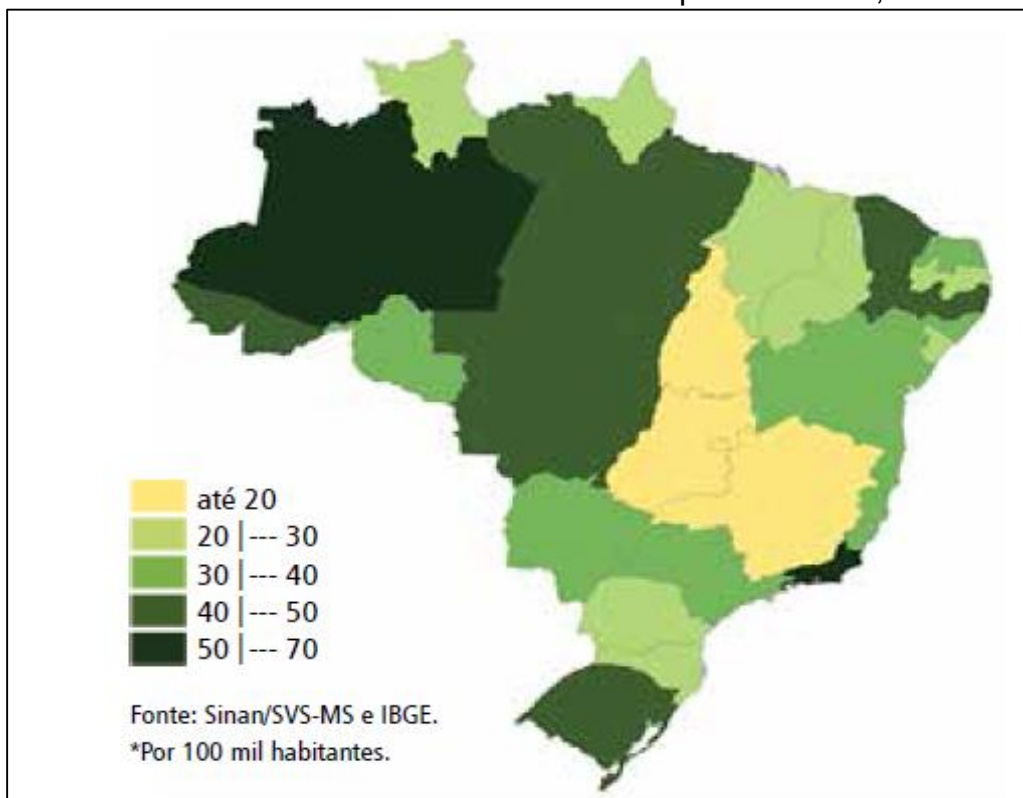 até 20
20 |--- 30
30 |--- 40
40 |--- 50
50 |--- 70
Fonte: Sinan/SVS-MS e IBGE.
*Por 100 mil habitantes.